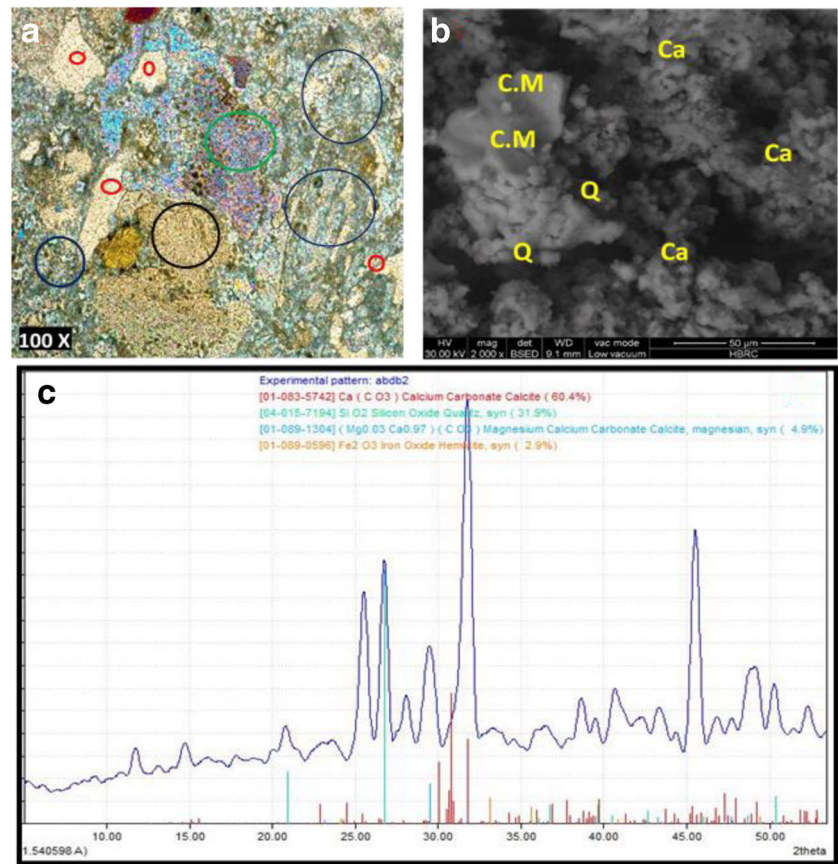 a
100 X
b
Ca
C.M
C.M
Ca
Q
Q
Ca
HV mag det WD vac mode 50 µm
30.00 kV 2 000 x BSED 9.1 mm Low vacuum HBRC
c
Experimental pattern: abdb2
[01-083-5742] Ca ( C O3 ) Calcium Carbonate Calcite ( 60.4%)
[04-015-7194] Si O2 Silicon Oxide Quartz, syn ( 31.9%)
[01-089-1304] ( Mg0.03 Ca0.97 ) ( C O3 ) Magnesium Calcium Carbonate Calcite, magnesian, syn ( 4.9%)
[01-089-0596] Fe2 O3 Iron Oxide Hematite, syn ( 2.9%)
10.00 15.00 20.00 25.00 30.00 35.00 40.00 45.00 50.00
1.540598 A) 2theta